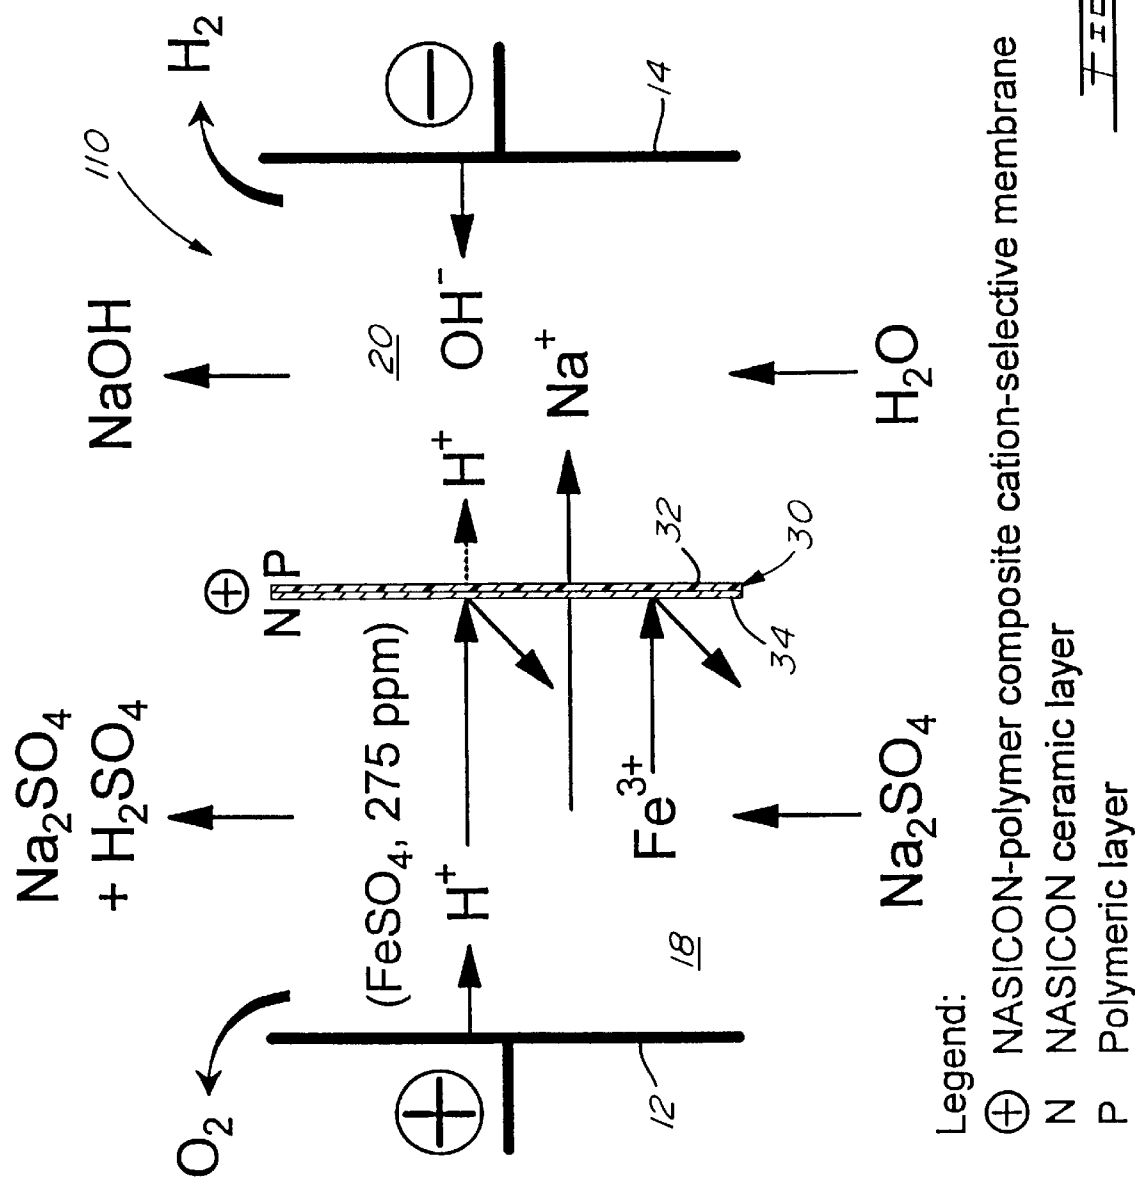 Na₂SO₄
+ H₂SO₄
NaOH
110
O₂
H₂
N P
(FeSO₄, 275 ppm)
20
H⁺
H⁺
OH⁻
Na⁺
Fe³⁺
18
12
32
14
34
30
Na₂SO₄
H₂O
Legend:
NASICON-polymer composite cation-selective membrane
N NASICON ceramic layer
P Polymeric layer